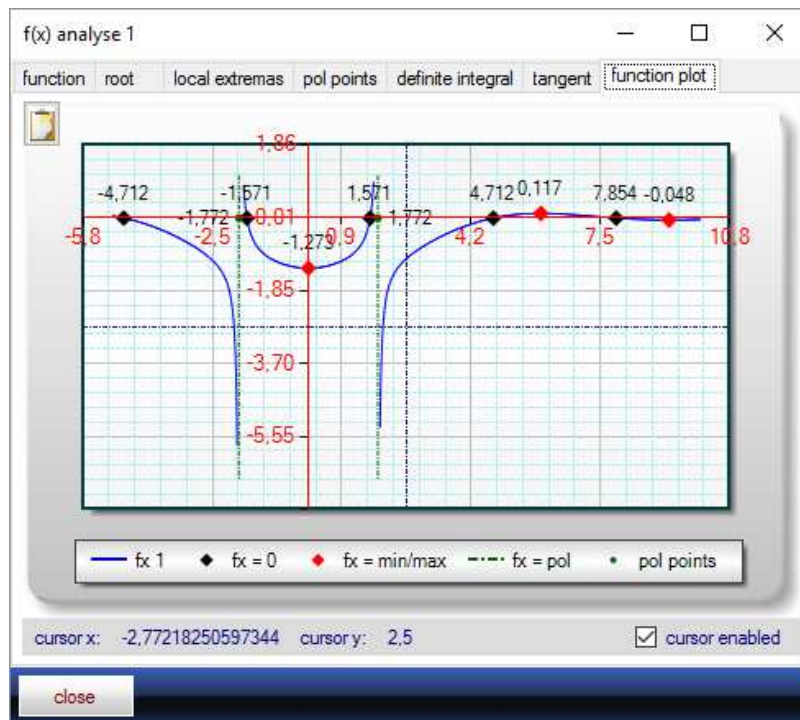 f(x) analyse 1
function root local extremas pol points definite integral tangent function plot
1,86
-4,712 -1,571 1,571 4,712 0,117 7,854 -0,048
-1,772 0,01 1,772
-5,8 -2,5 -1,273 0,9 4,2 7,5 10,8
-1,85
-3,70
-5,55
fx 1 fx = 0 fx = min/max fx = pol pol points
cursor x: -2,77218250597344 cursor y: 2,5 cursor enabled
close